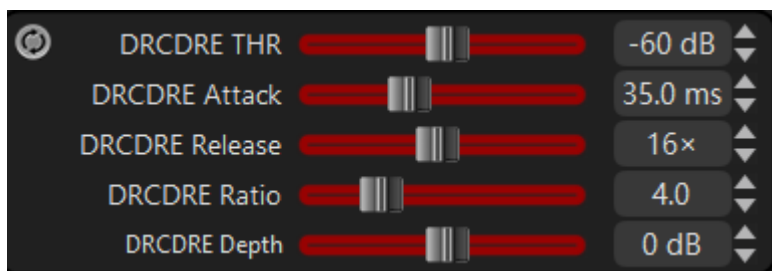 DRCDRE THR -60 dB
DRCDRE Attack 35.0 ms
DRCDRE Release 16×
DRCDRE Ratio 4.0
DRCDRE Depth 0 dB